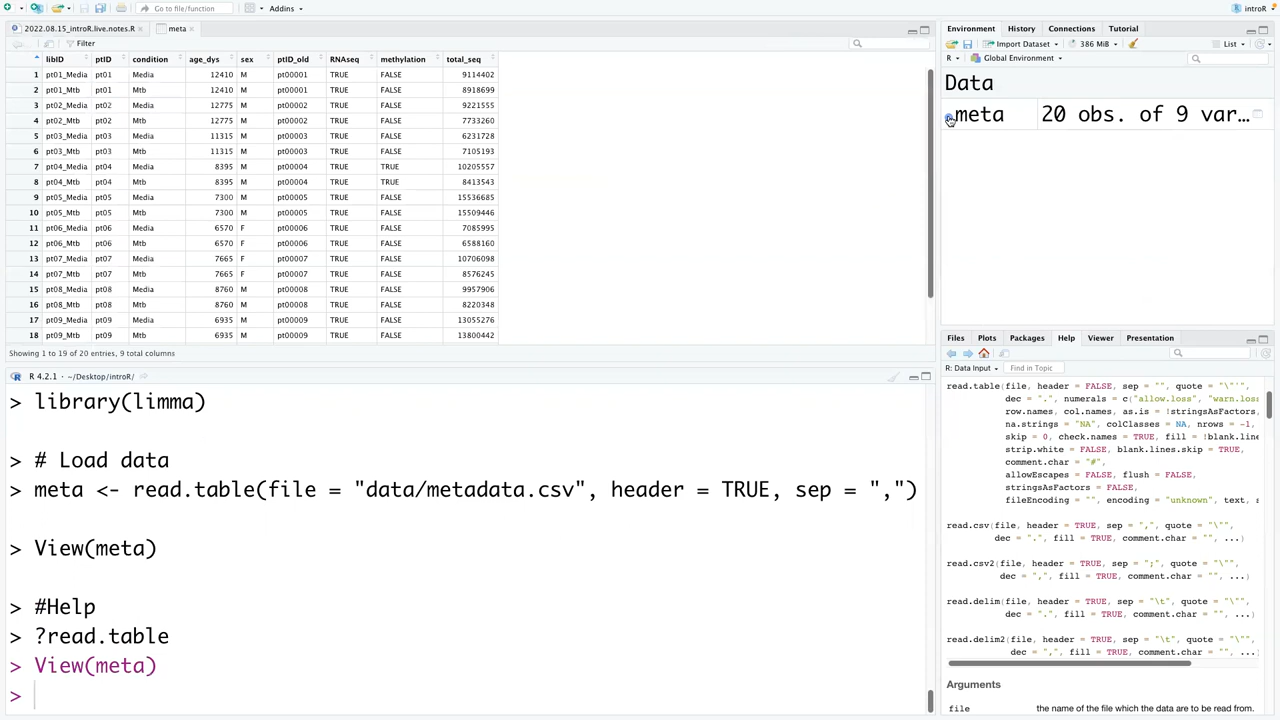 Go to file/function
Addins
introR
2022.08.15_introR.live.notes.R
meta
Filter
libID ptID condition age_dys sex ptID_old RNAseq methylation total_seq
1 pt01_Media pt01 Media 12410 M pt00001 TRUE FALSE 9114402
2 pt01_Mtb pt01 Mtb 12410 M pt00001 TRUE FALSE 8918699
3 pt02_Media pt02 Media 12775 M pt00002 TRUE FALSE 9221555
4 pt02_Mtb pt02 Mtb 12775 M pt00002 TRUE FALSE 7733260
5 pt03_Media pt03 Media 11315 M pt00003 TRUE FALSE 6231728
6 pt03_Mtb pt03 Mtb 11315 M pt00003 TRUE FALSE 7105193
7 pt04_Media pt04 Media 8395 M pt00004 TRUE TRUE 10205557
8 pt04_Mtb pt04 Mtb 8395 M pt00004 TRUE TRUE 8413543
9 pt05_Media pt05 Media 7300 M pt00005 TRUE FALSE 15536685
10 pt05_Mtb pt05 Mtb 7300 M pt00005 TRUE FALSE 15509446
11 pt06_Media pt06 Media 6570 F pt00006 TRUE FALSE 7085995
12 pt06_Mtb pt06 Mtb 6570 F pt00006 TRUE FALSE 6588160
13 pt07_Media pt07 Media 7665 F pt00007 TRUE FALSE 10706098
14 pt07_Mtb pt07 Mtb 7665 F pt00007 TRUE FALSE 8576245
15 pt08_Media pt08 Media 8760 M pt00008 TRUE FALSE 9957906
16 pt08_Mtb pt08 Mtb 8760 M pt00008 TRUE FALSE 8220348
17 pt09_Media pt09 Media 6935 M pt00009 TRUE FALSE 13055276
18 pt09_Mtb pt09 Mtb 6935 M pt00009 TRUE FALSE 13800442
Showing 1 to 19 of 20 entries, 9 total columns
R 4.2.1 · ~/Desktop/introR/
> library(limma)
> # Load data
> meta <- read.table(file = "data/metadata.csv", header = TRUE, sep = ",")
> View(meta)
> #Help
> ?read.table
> View(meta)
>
Environment History Connections Tutorial
Import Dataset 386 MiB List
R Global Environment
Data
meta 20 obs. of 9 var…
Files Plots Packages Help Viewer Presentation
R: Data Input Find in Topic
read.table(file, header = FALSE, sep = "", quote = "\"'",
dec = ".", numerals = c("allow.loss", "warn.los
row.names, col.names, as.is = !stringsAsFactors,
na.strings = "NA", colClasses = NA, nrows = -1,
skip = 0, check.names = TRUE, fill = !blank.line
strip.white = FALSE, blank.lines.skip = TRUE,
comment.char = "#",
allowEscapes = FALSE, flush = FALSE,
stringsAsFactors = FALSE,
fileEncoding = "", encoding = "unknown", text, s
read.csv(file, header = TRUE, sep = ",", quote = "\"",
dec = ".", fill = TRUE, comment.char = "", ...)
read.csv2(file, header = TRUE, sep = ";", quote = "\"",
dec = ",", fill = TRUE, comment.char = "", ...)
read.delim(file, header = TRUE, sep = "\t", quote = "\"",
dec = ".", fill = TRUE, comment.char = "", ...)
read.delim2(file, header = TRUE, sep = "\t", quote = "\"",
dec = ",", fill = TRUE, comment.char = "", ...)
Arguments
file the name of the file which the data are to be read from.